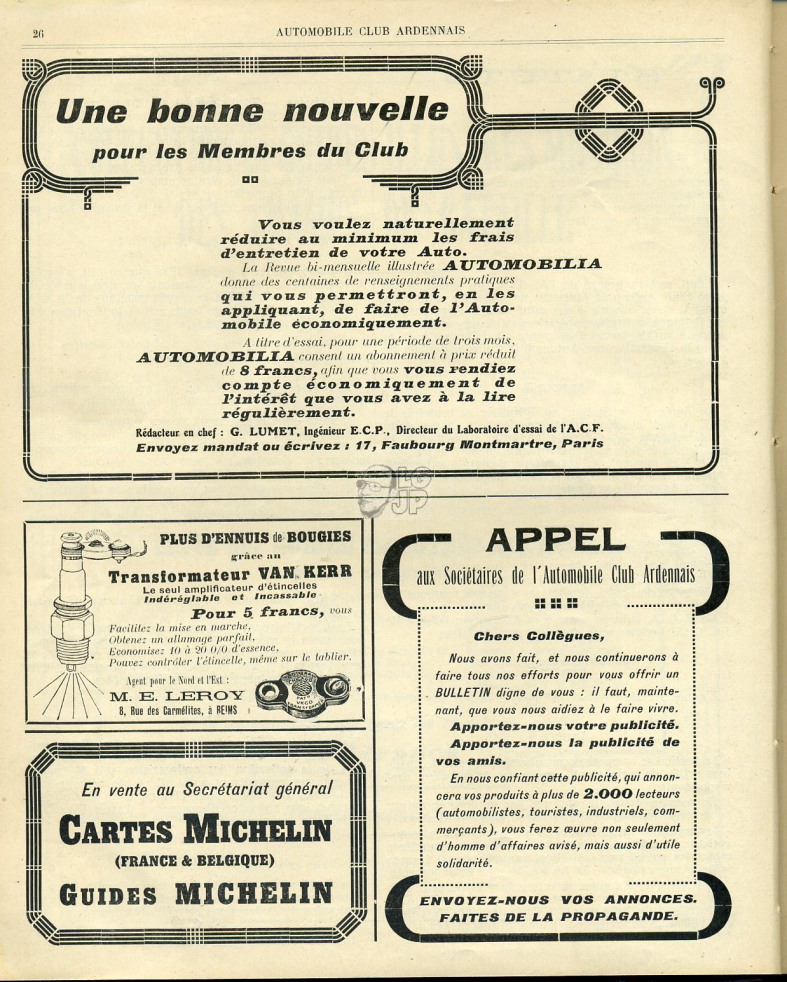 26
AUTOMOBILE CLUB ARDENNAIS
Une bonne nouvelle
pour les Membres du Club
Vous voulez naturellement
réduire au minimum les frais
d'entretien de votre Auto.
La Revue bi-mensuelle illustrée AUTOMOBILIA
donne des centaines de renseignements pratiques
qui vous permettront, en les
appliquant, de faire de l'Auto-
mobile économiquement.
A titre d'essai, pour une période de trois mois,
AUTOMOBILIA consent un abonnement à prix réduit
de 8 francs, afin que vous vous rendiez
compte économiquement de
l'intérêt que vous avez à la lire
régulièrement.
Rédacteur en chef : G. LUMET, Ingénieur E.C.P., Directeur du Laboratoire d'essai de l'A.C.F.
Envoyez mandat ou écrivez : 17, Faubourg Montmartre, Paris
LG
JP
PLUS D'ENNUIS de BOUGIES
grâce au
Transformateur VAN KERR
Le seul amplificateur d'étincelles
Indéréglable et Incassable
Pour 5 francs, vous
Facilitez la mise en marche,
Obtenez un allumage parfait,
Economisez 10 à 20 0/0 d'essence,
Pouvez contrôler l'étincelle, même sur le tablier.
Agent pour le Nord et l'Est :
M. E. LEROY
8, Rue des Carmélites, à REIMS
En vente au Secrétariat général
CARTES MICHELIN
(FRANCE & BELGIQUE)
GUIDES MICHELIN
APPEL
aux Sociétaires de l'Automobile Club Ardennais
Chers Collègues,
Nous avons fait, et nous continuerons à
faire tous nos efforts pour vous offrir un
BULLETIN digne de vous : il faut, mainte-
nant, que vous nous aidiez à le faire vivre.
Apportez-nous votre publicité.
Apportez-nous la publicité de
vos amis.
En nous confiant cette publicité, qui annon-
cera vos produits à plus de 2.000 lecteurs
(automobilistes, touristes, industriels, com-
merçants), vous ferez œuvre non seulement
d'homme d'affaires avisé, mais aussi d'utile
solidarité.
ENVOYEZ-NOUS VOS ANNONCES.
FAITES DE LA PROPAGANDE.